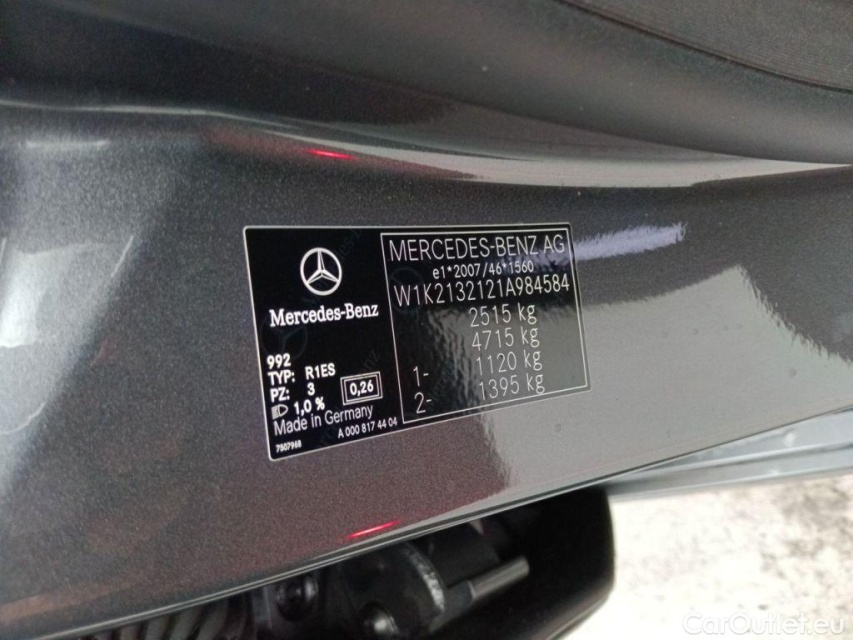 Mercedes-Benz
992
TYP: R1ES
PZ: 3
1,0 %
0,26
Made in Germany
7507968
A 000 817 44 04
MERCEDES-BENZ AG
e1*2007/46*1560
W1K2132121A984584
2515 kg
4715 kg
1- 1120 kg
2- 1395 kg
CarOutlet.eu